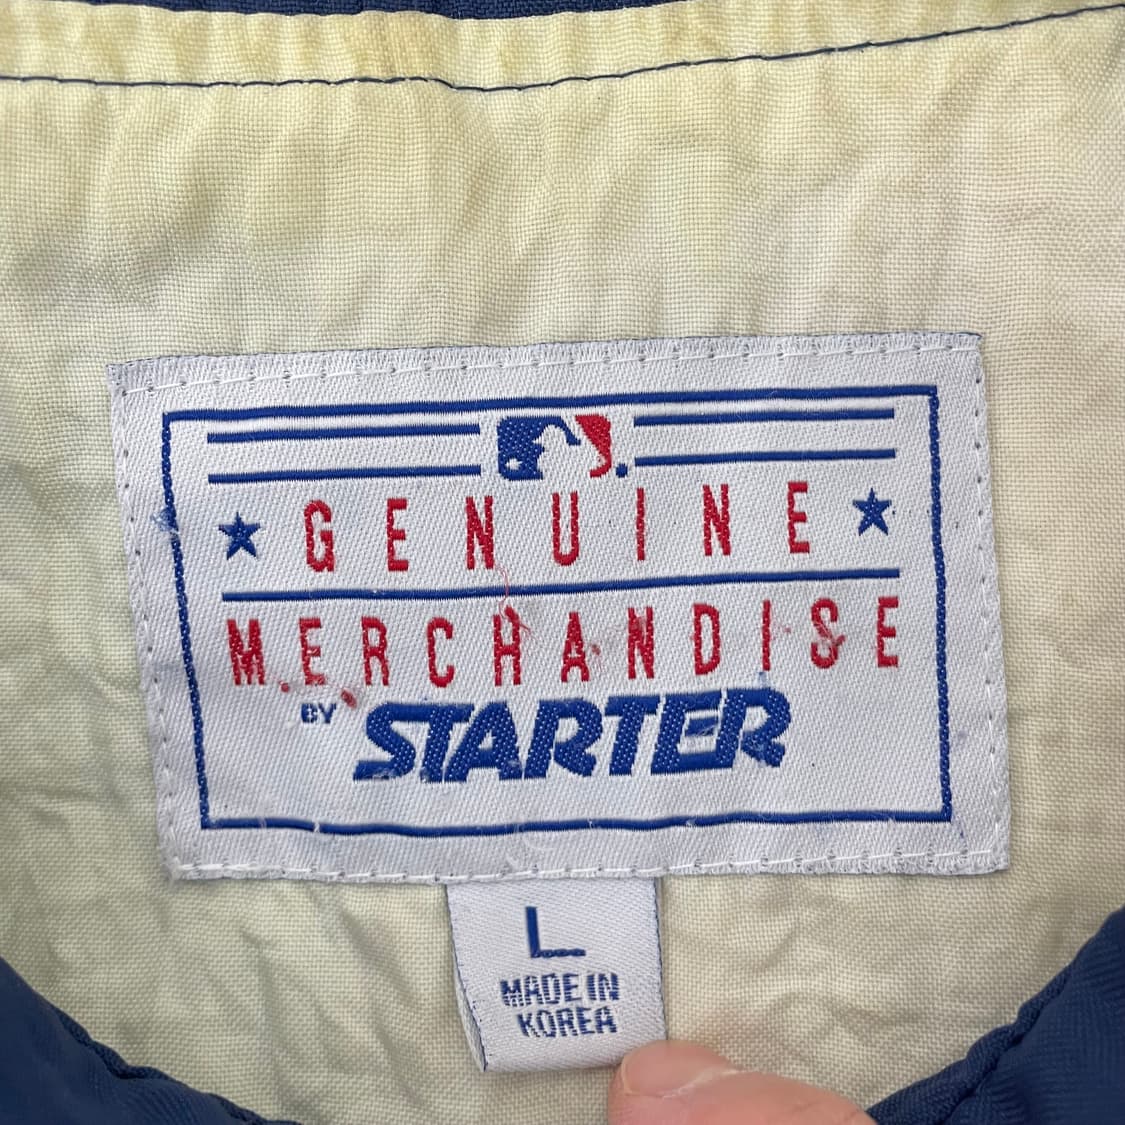 GENUINE
MERCHANDISE
BY STARTER
L
MADE IN
KOREA